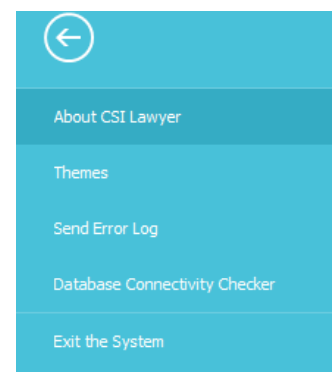 About CSI Lawyer
Themes
Send Error Log
Database Connectivity Checker
Exit the System